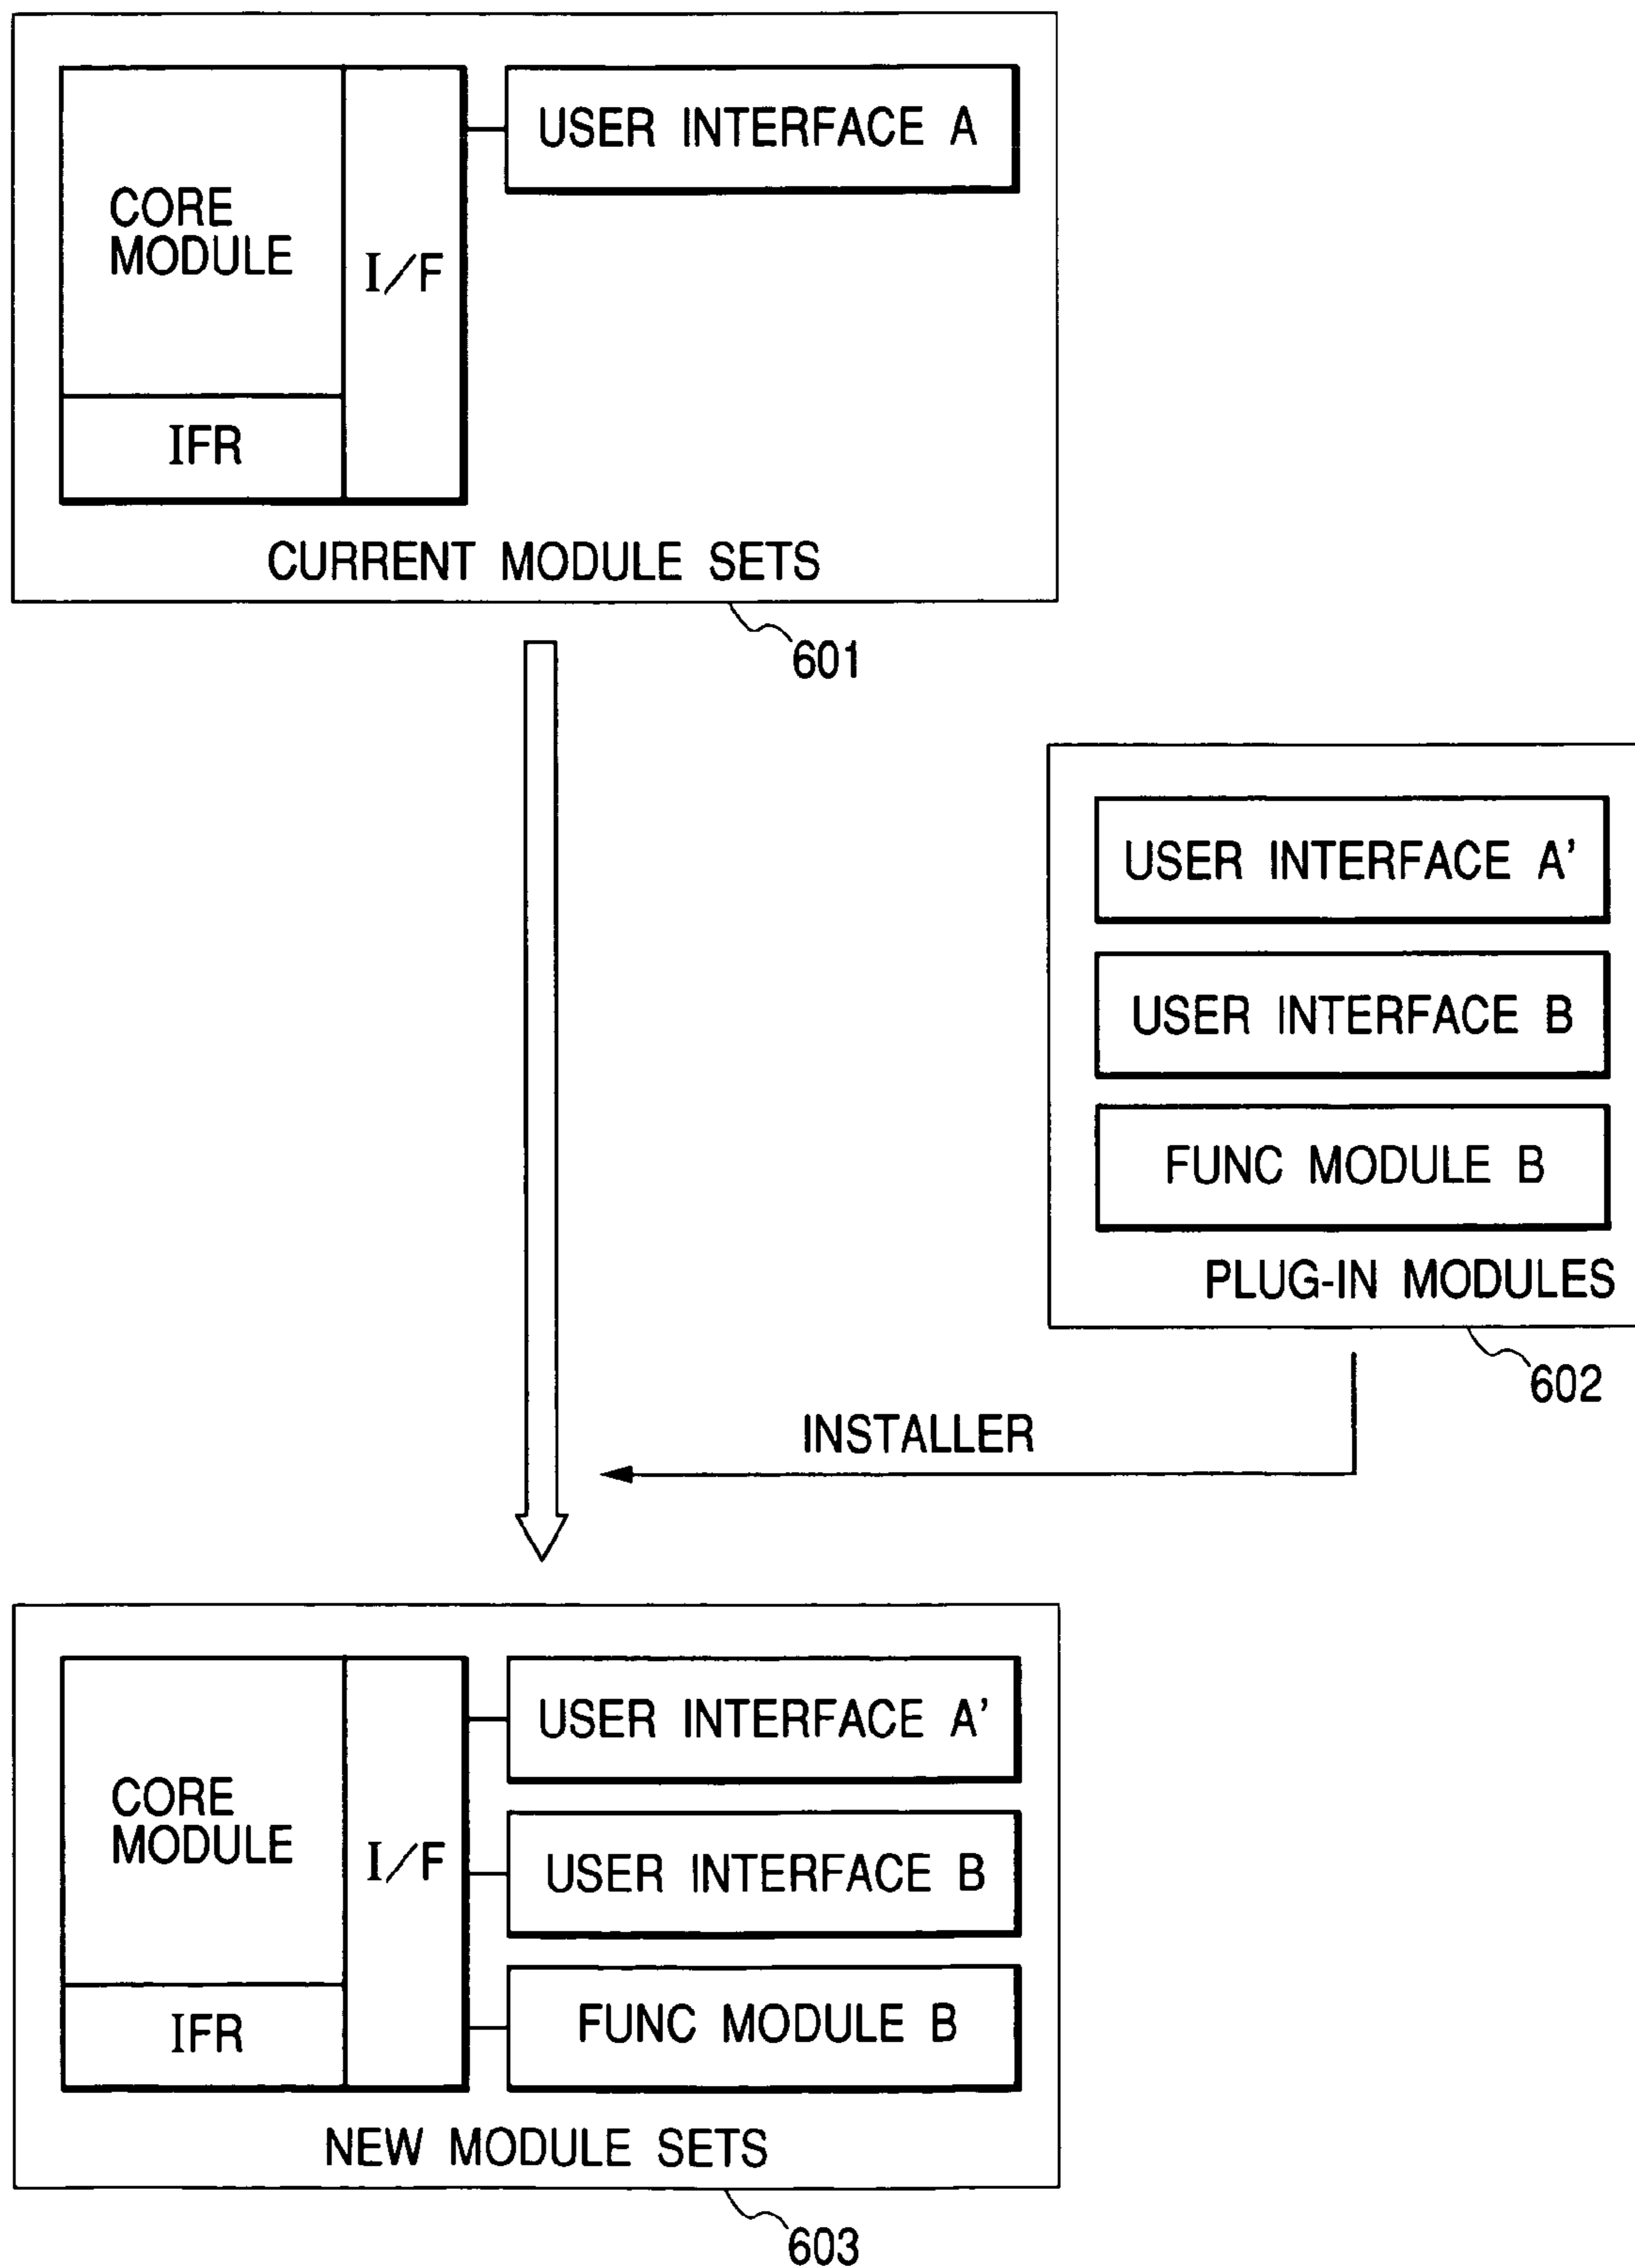 USER INTERFACE A
CORE
MODULE
I/F
IFR
CURRENT MODULE SETS
601
USER INTERFACE A'
USER INTERFACE B
FUNC MODULE B
PLUG-IN MODULES
602
INSTALLER
USER INTERFACE A'
CORE
MODULE
I/F
USER INTERFACE B
IFR
FUNC MODULE B
NEW MODULE SETS
603